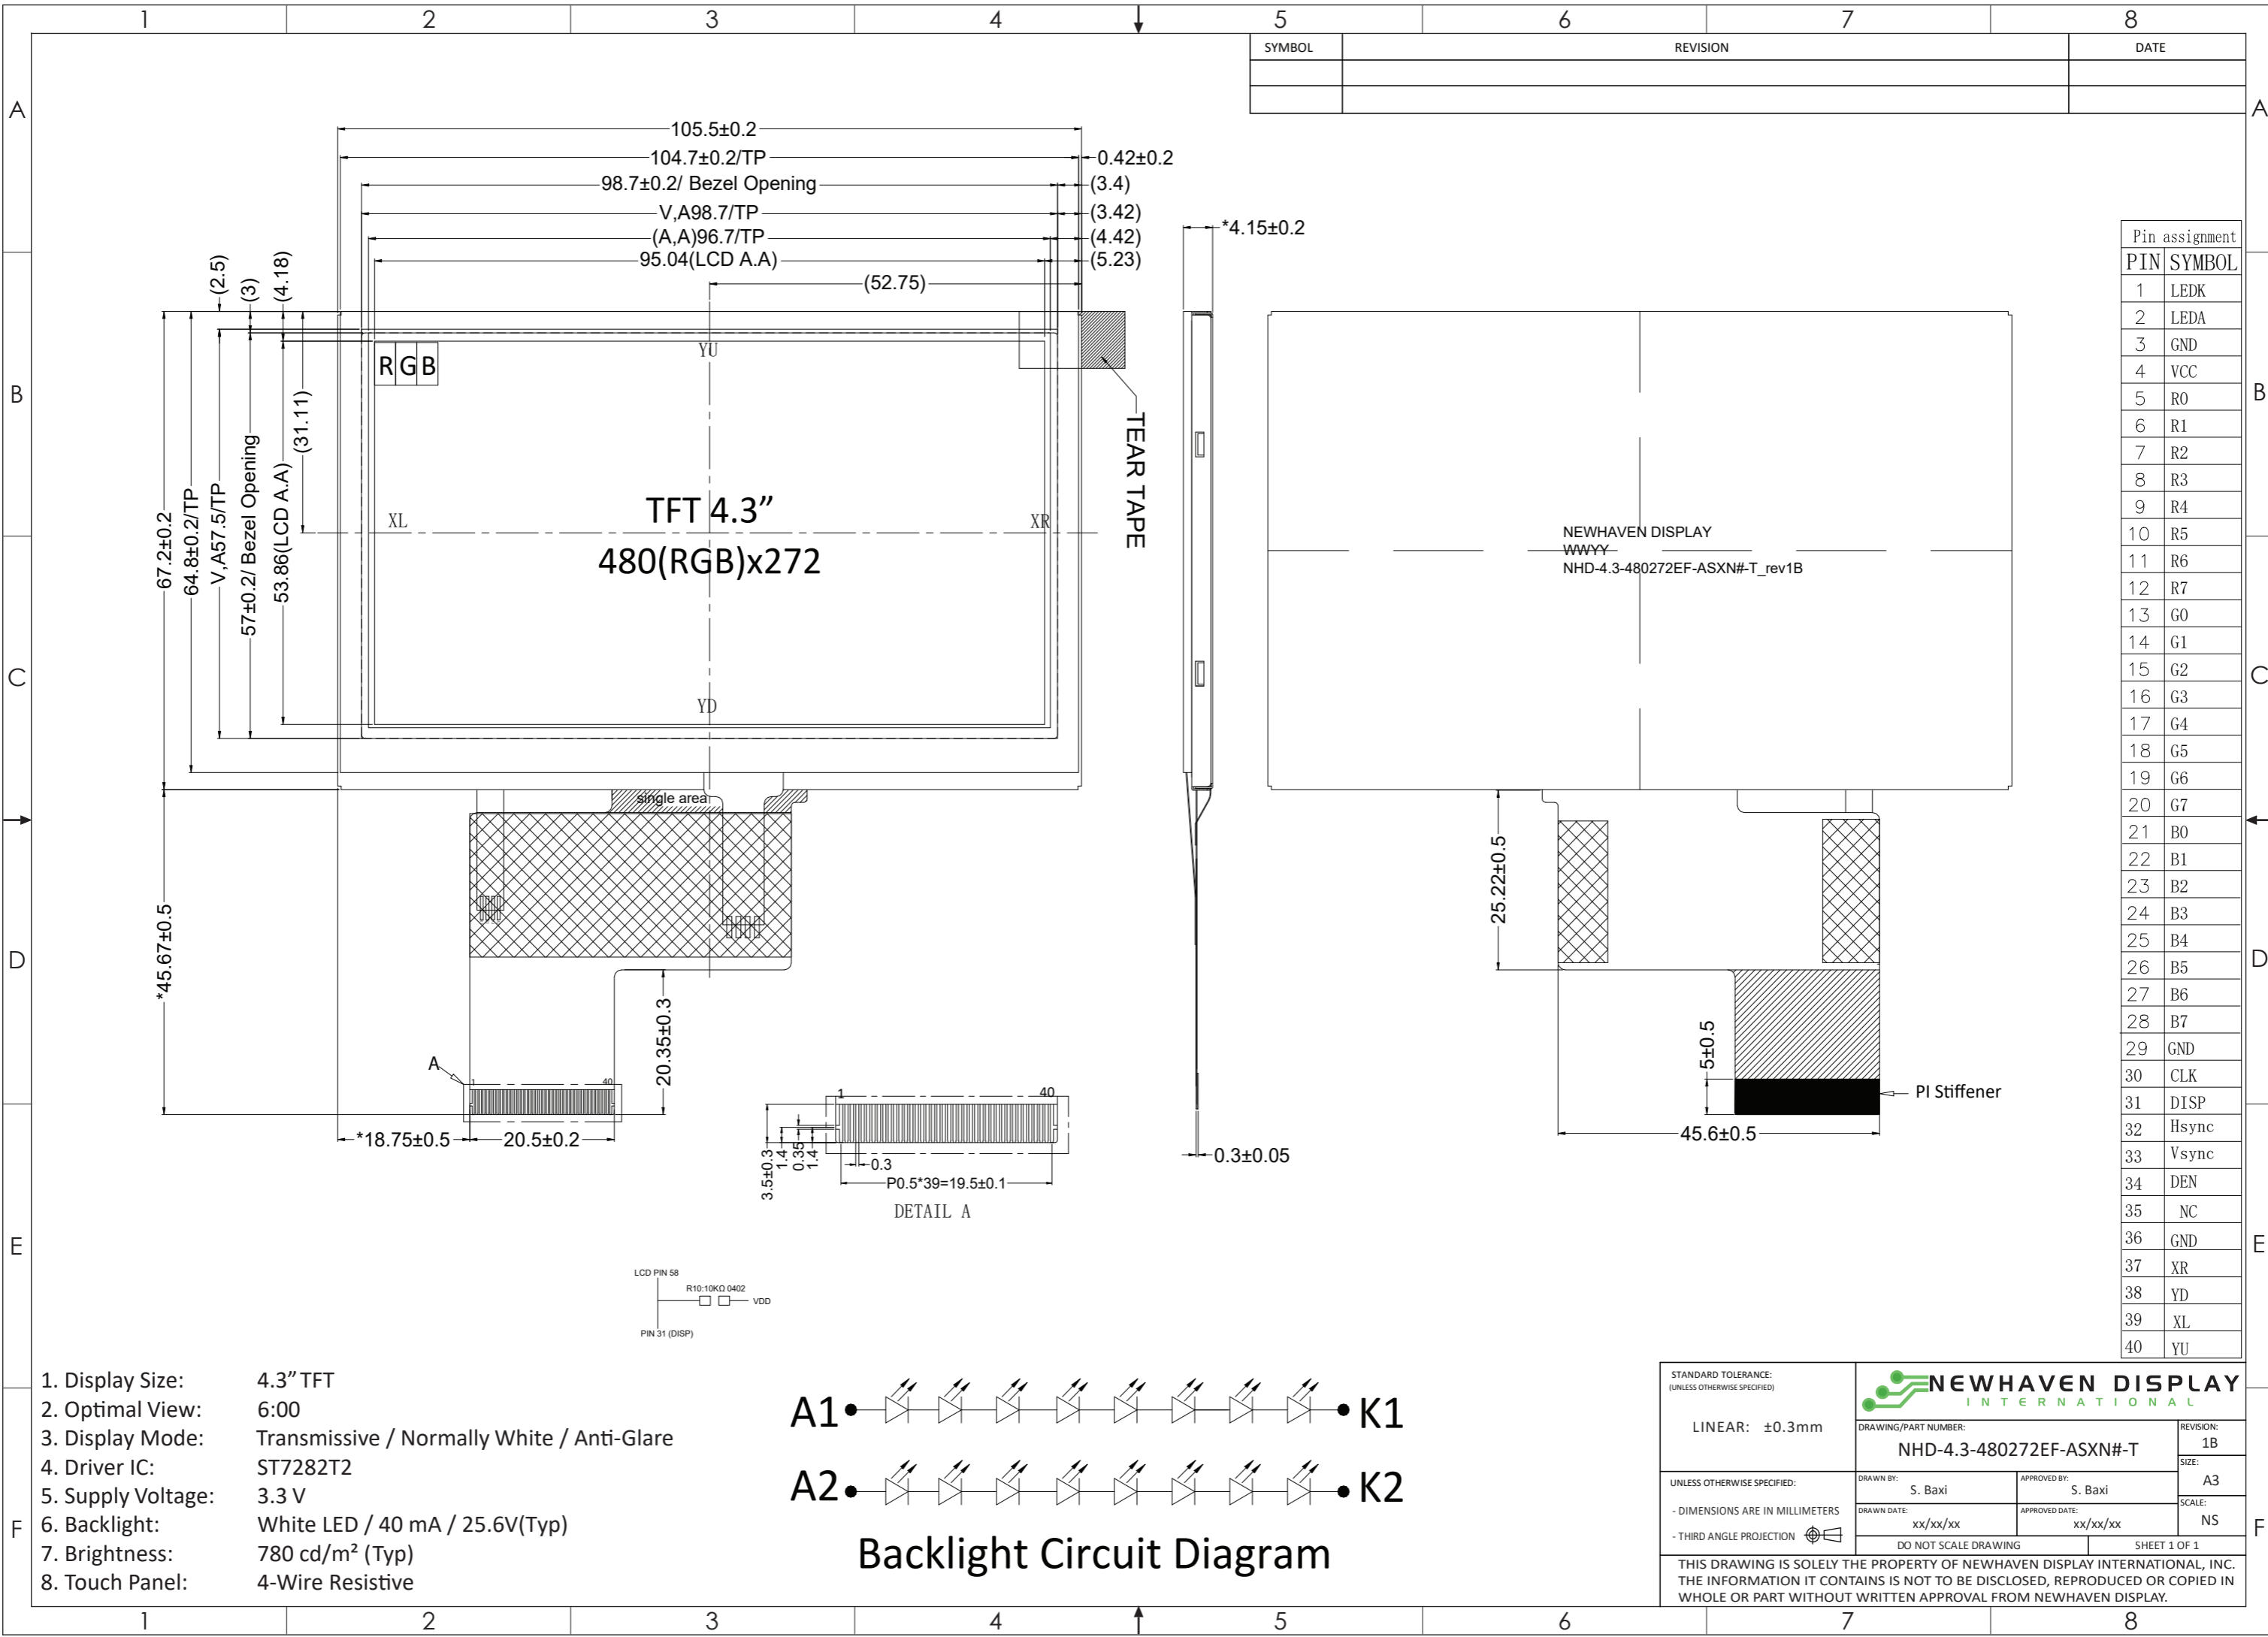 1 2 3 4 5 6 7 8
A B C D E F
A B C D E F
SYMBOL REVISION DATE
105.5±0.2
104.7±0.2/TP
0.42±0.2
98.7±0.2/ Bezel Opening
(3.4)
V,A98.7/TP
(3.42)
(A,A)96.7/TP
(4.42)
95.04(LCD A.A)
(5.23)
(52.75)
(2.5)
(3)
(4.18)
(31.11)
67.2±0.2
64.8±0.2/TP
V,A57.5/TP
57±0.2/ Bezel Opening
53.86(LCD A.A)
RGB
YU
XL
XR
YD
TFT 4.3”
480(RGB)x272
TEAR TAPE
single area
*45.67±0.5
20.35±0.3
A
1 40
*18.75±0.5
20.5±0.2
1 40
3.5±0.3
1.4
0.35
1.4
0.3
P0.5*39=19.5±0.1
DETAIL A
*4.15±0.2
0.3±0.05
NEWHAVEN DISPLAY
WWYY
NHD-4.3-480272EF-ASXN#-T_rev1B
25.22±0.5
5±0.5
45.6±0.5
PI Stiffener
Pin assignment
PIN SYMBOL
1 LEDK
2 LEDA
3 GND
4 VCC
5 R0
6 R1
7 R2
8 R3
9 R4
10 R5
11 R6
12 R7
13 G0
14 G1
15 G2
16 G3
17 G4
18 G5
19 G6
20 G7
21 B0
22 B1
23 B2
24 B3
25 B4
26 B5
27 B6
28 B7
29 GND
30 CLK
31 DISP
32 Hsync
33 Vsync
34 DEN
35 NC
36 GND
37 XR
38 YD
39 XL
40 YU
LCD PIN 58
R10:10KΩ 0402
VDD
PIN 31 (DISP)
1. Display Size: 4.3” TFT
2. Optimal View: 6:00
3. Display Mode: Transmissive / Normally White / Anti-Glare
4. Driver IC: ST7282T2
5. Supply Voltage: 3.3 V
6. Backlight: White LED / 40 mA / 25.6V(Typ)
7. Brightness: 780 cd/m² (Typ)
8. Touch Panel: 4-Wire Resistive
A1 K1
A2 K2
Backlight Circuit Diagram
STANDARD TOLERANCE:
(UNLESS OTHERWISE SPECIFIED)
LINEAR: ±0.3mm
UNLESS OTHERWISE SPECIFIED:
- DIMENSIONS ARE IN MILLIMETERS
- THIRD ANGLE PROJECTION
NEWHAVEN DISPLAY
INTERNATIONAL
DRAWING/PART NUMBER:
NHD-4.3-480272EF-ASXN#-T
REVISION:
1B
SIZE:
A3
SCALE:
NS
DRAWN BY:
S. Baxi
APPROVED BY:
S. Baxi
DRAWN DATE:
xx/xx/xx
APPROVED DATE:
xx/xx/xx
DO NOT SCALE DRAWING
SHEET 1 OF 1
THIS DRAWING IS SOLELY THE PROPERTY OF NEWHAVEN DISPLAY INTERNATIONAL, INC.
THE INFORMATION IT CONTAINS IS NOT TO BE DISCLOSED, REPRODUCED OR COPIED IN
WHOLE OR PART WITHOUT WRITTEN APPROVAL FROM NEWHAVEN DISPLAY.
1 2 3 4 5 6 7 8